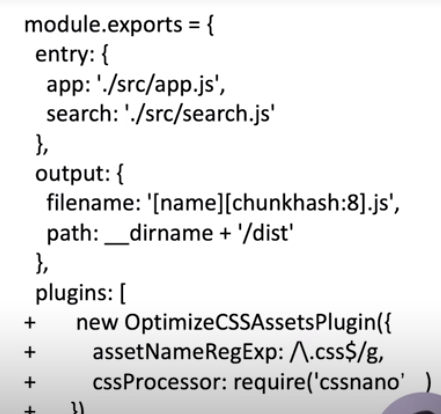 module.exports = {
entry: {
app: './src/app.js',
search: './src/search.js'
},
output: {
filename: '[name][chunkhash:8].js',
path: __dirname + '/dist'
},
plugins: [
+ new OptimizeCSSAssetsPlugin({
+ assetNameRegExp: /\.css$/g,
+ cssProcessor: require('cssnano' )
+ })